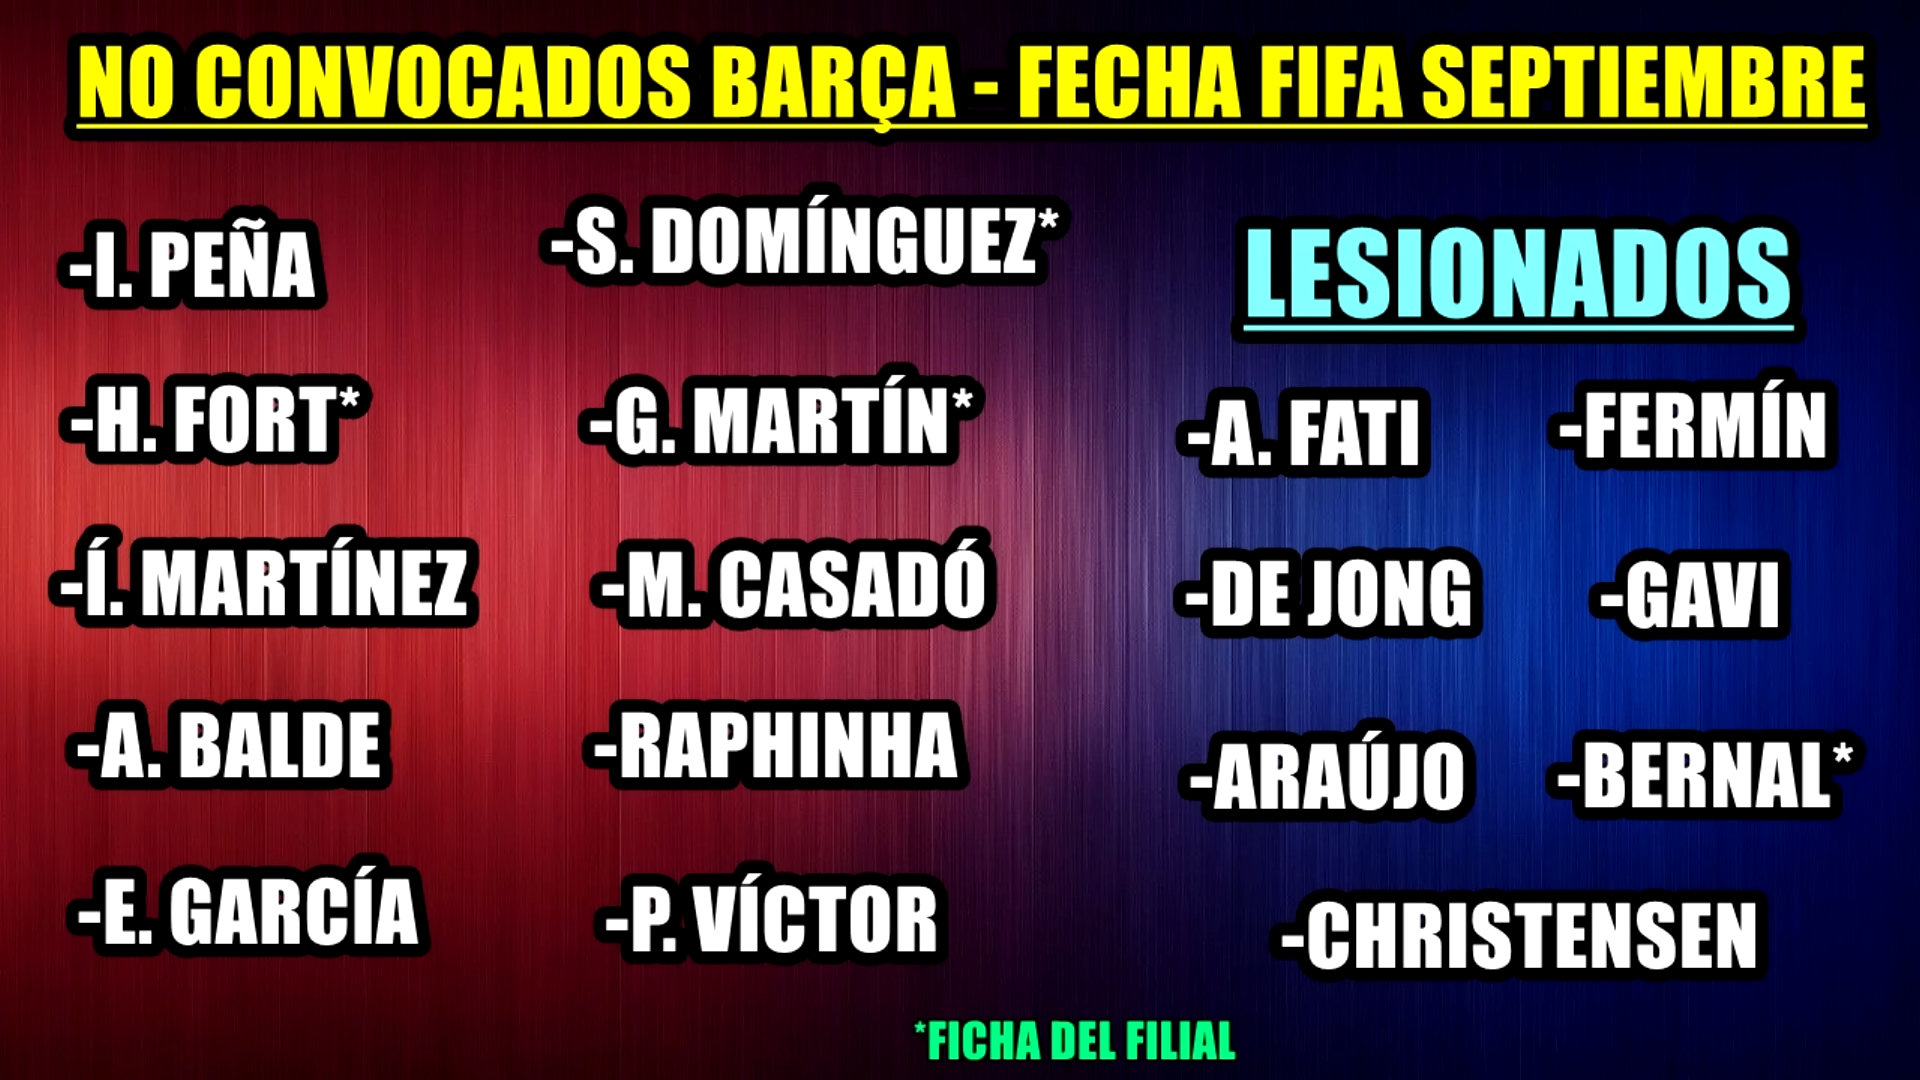 NO CONVOCADOS BARÇA - FECHA FIFA SEPTIEMBRE
-I. PEÑA
-H. FORT*
-Í. MARTÍNEZ
-A. BALDE
-E. GARCÍA
-S. DOMÍNGUEZ*
-G. MARTÍN*
-M. CASADÓ
-RAPHINHA
-P. VÍCTOR
LESIONADOS
-A. FATI
-FERMÍN
-DE JONG
-GAVI
-ARAÚJO
-BERNAL*
-CHRISTENSEN
*FICHA DEL FILIAL